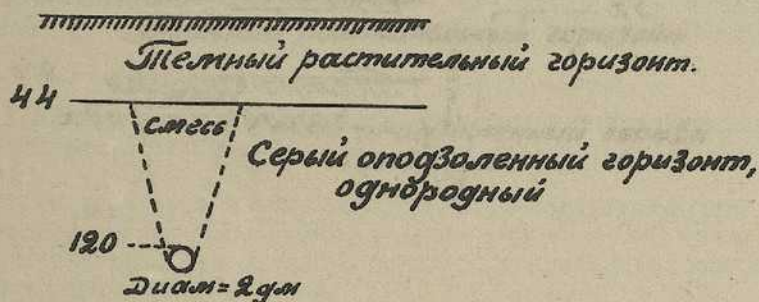 Темный растительный горизонт.
44
смесь
Серый оподзоленный горизонт,
однородный
120
Диам=2дм